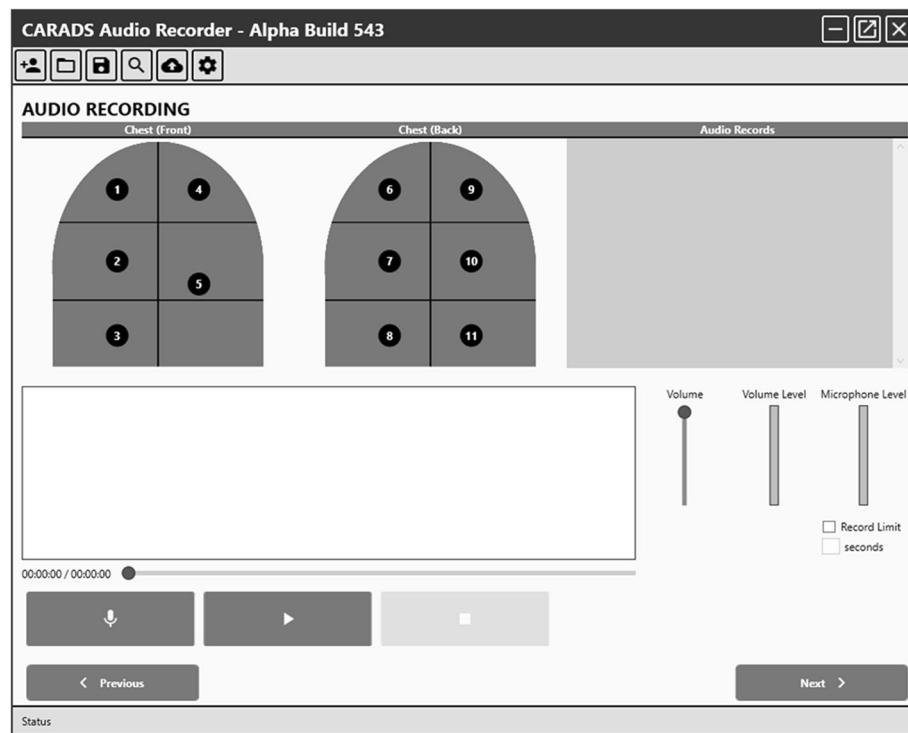 CARADS Audio Recorder - Alpha Build 543
AUDIO RECORDING
Chest (Front) Chest (Back) Audio Records
1 4 6 9
2 7 10
5
3 8 11
Volume Volume Level Microphone Level
Record Limit
seconds
00:00:00 / 00:00:00
Previous Next
Status